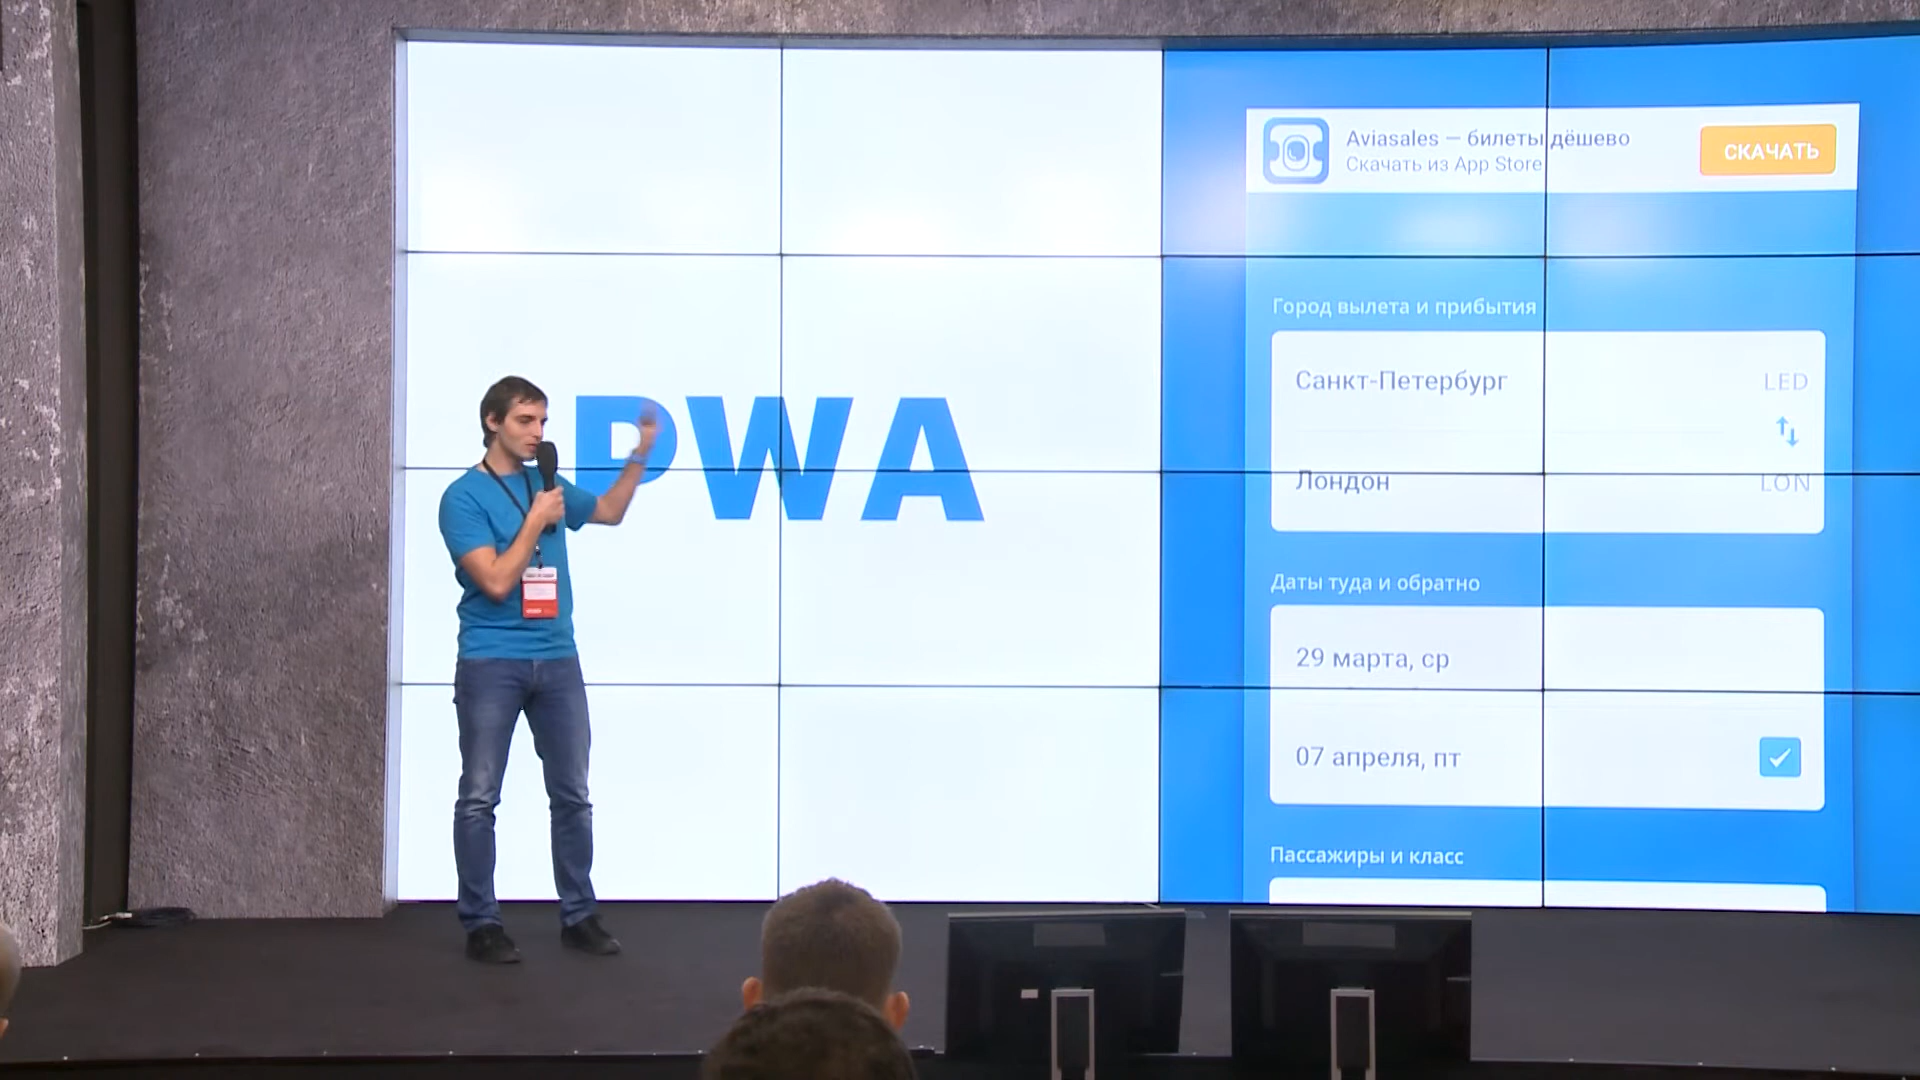 PWA
Aviasales — билеты дёшево
Скачать из App Store
СКАЧАТЬ
Город вылета и прибытия
Санкт-Петербург LED
Лондон LON
Даты туда и обратно
29 марта, ср
07 апреля, пт
Пассажиры и класс